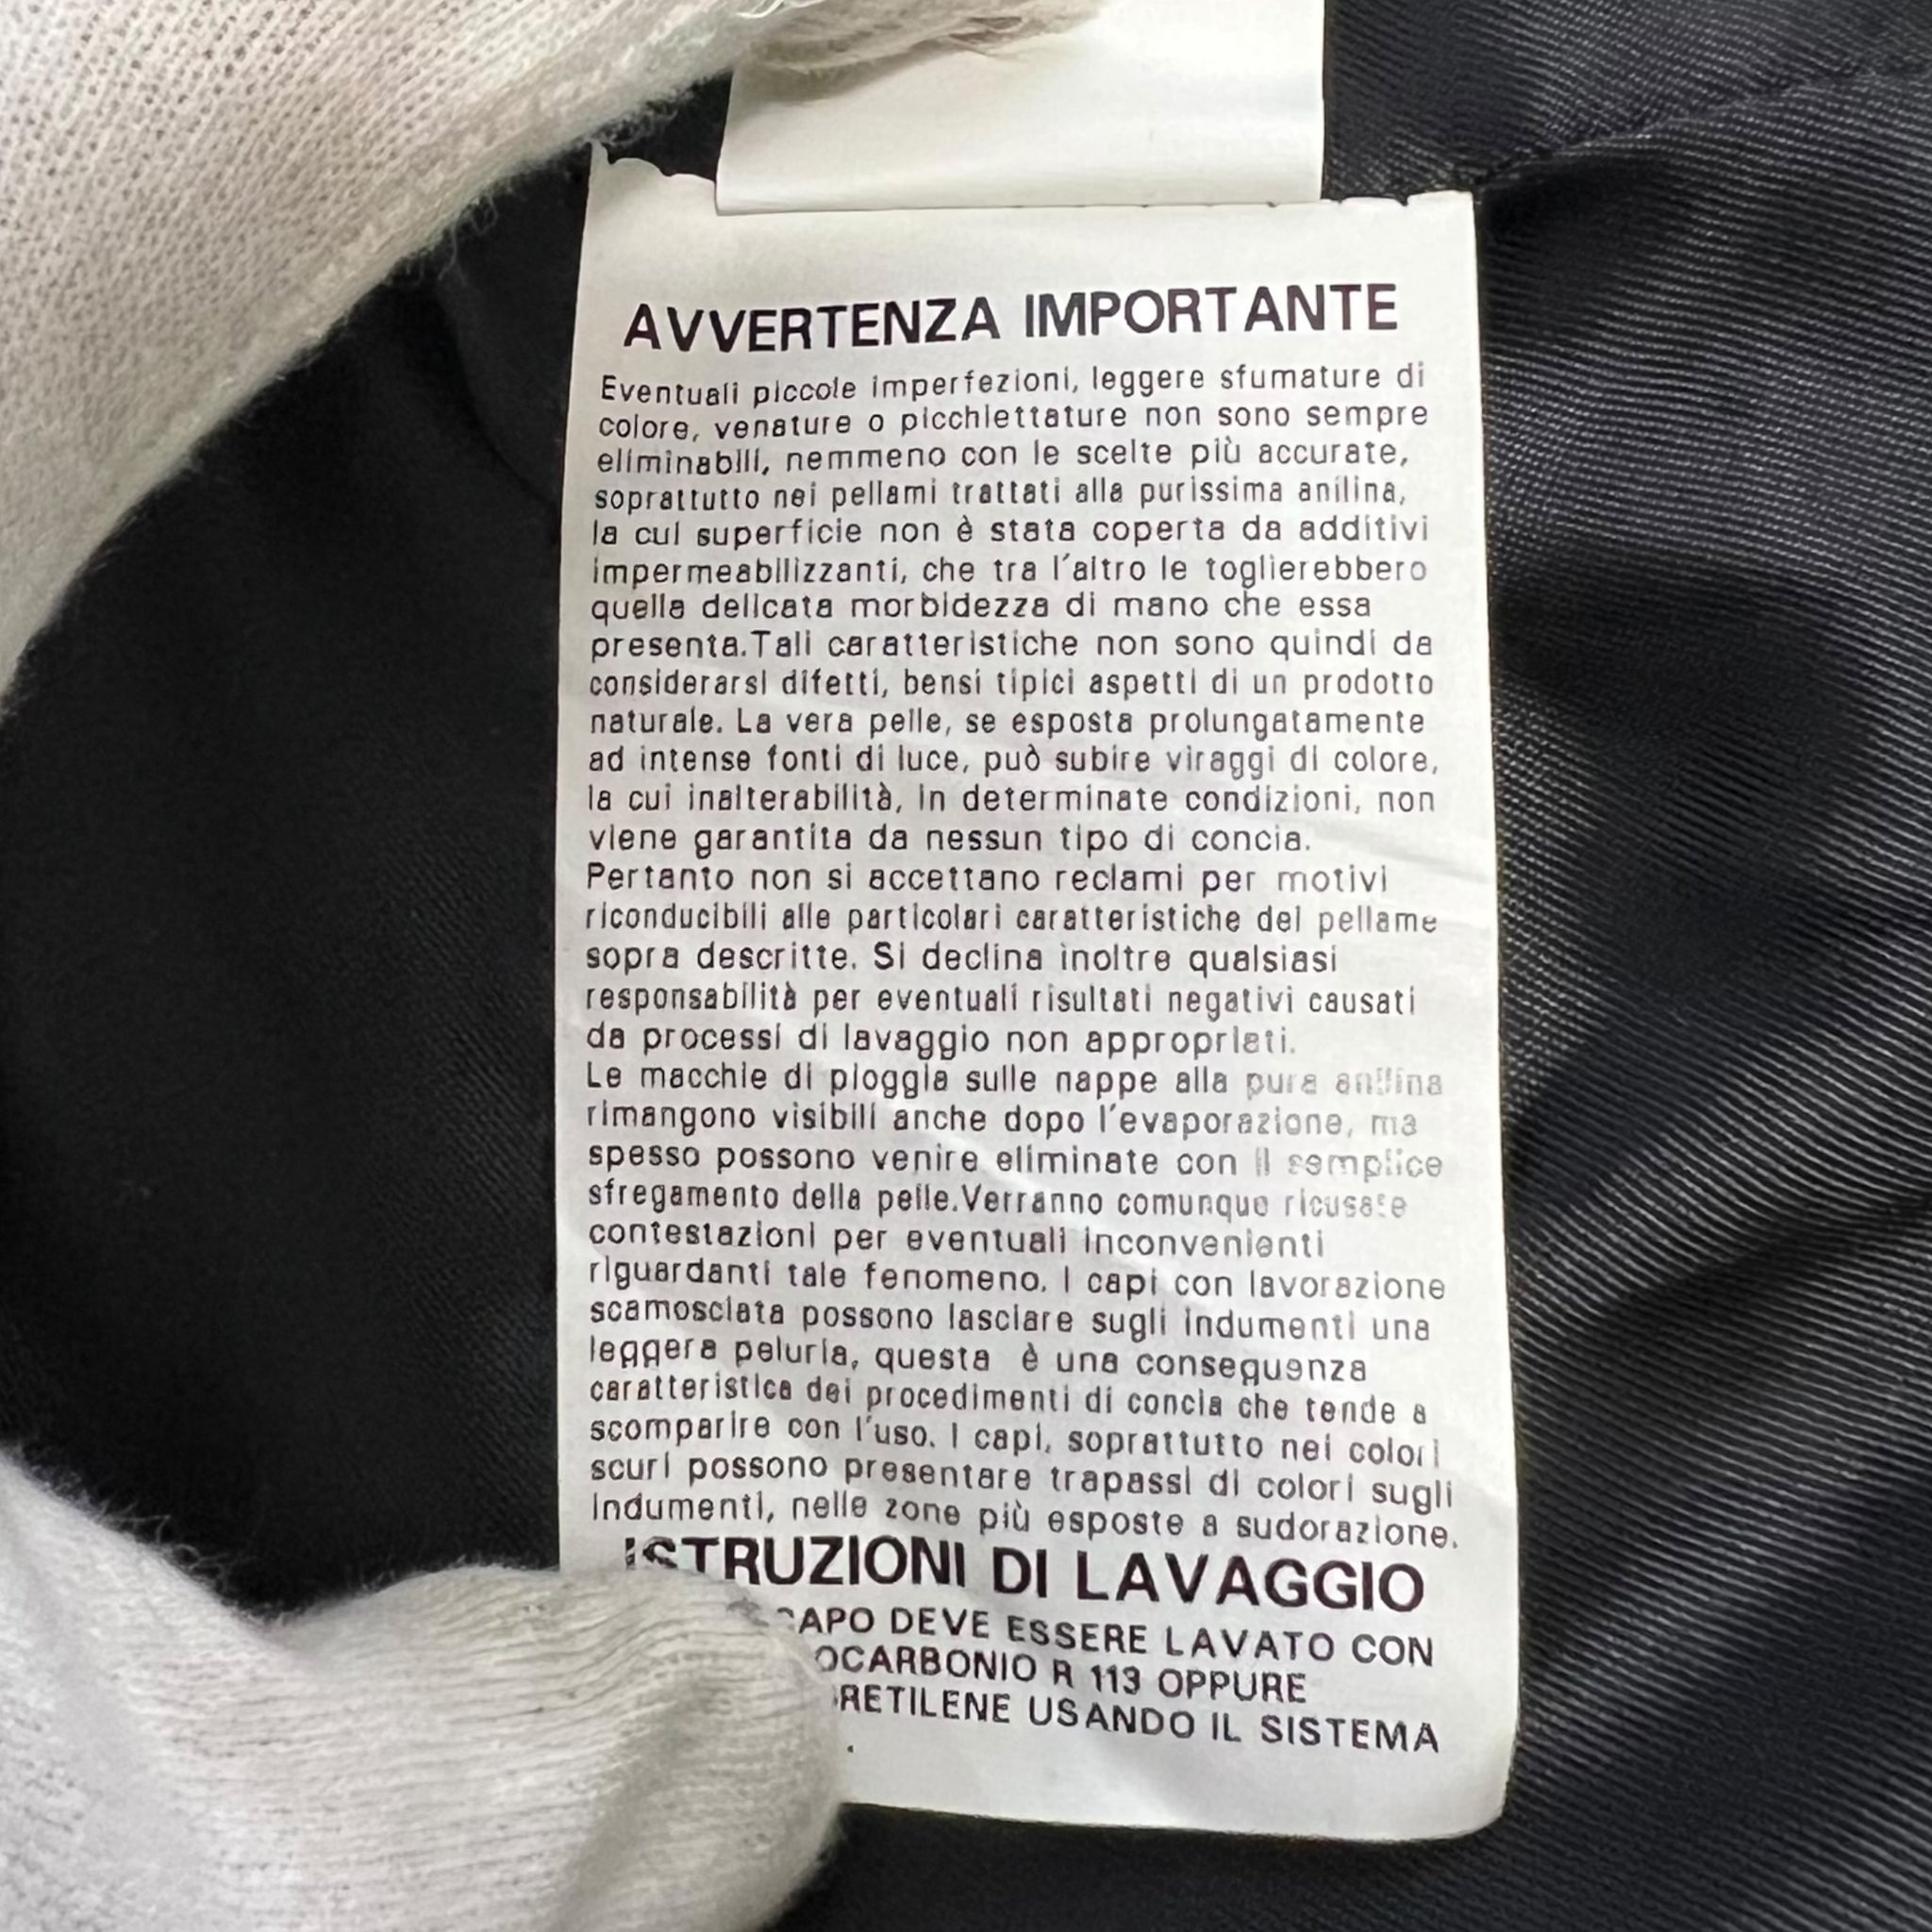 AVVERTENZA IMPORTANTE
Eventuali piccole imperfezioni, leggere sfumature di
colore, venature o picchiettature non sono sempre
eliminabili, nemmeno con le scelte più accurate,
soprattutto nei pellami trattati alla purissima anilina,
la cui superficie non è stata coperta da additivi
impermeabilizzanti, che tra l'altro le toglierebbero
quella delicata morbidezza di mano che essa
presenta.Tali caratteristiche non sono quindi da
considerarsi difetti, bensi tipici aspetti di un prodotto
naturale. La vera pelle, se esposta prolungatamente
ad intense fonti di luce, può subire viraggi di colore,
la cui inalterabilità, in determinate condizioni, non
viene garantita da nessun tipo di concia.
Pertanto non si accettano reclami per motivi
riconducibili alle particolari caratteristiche del pellame
sopra descritte. Si declina inoltre qualsiasi
responsabilità per eventuali risultati negativi causati
da processi di lavaggio non appropriati.
Le macchie di pioggia sulle nappe alla pura anilina
rimangono visibili anche dopo l'evaporazione, ma
spesso possono venire eliminate con il semplice
sfregamento della pelle.Verranno comunque ricusate
contestazioni per eventuali inconvenienti
riguardanti tale fenomeno. I capi con lavorazione
scamosciata possono lasciare sugli indumenti una
leggera peluria, questa è una conseguenza
caratteristica dei procedimenti di concia che tende a
scomparire con l'uso. I capi, soprattutto nei colori
scuri possono presentare trapassi di colori sugli
indumenti, nelle zone più esposte a sudorazione.
ISTRUZIONI DI LAVAGGIO
CAPO DEVE ESSERE LAVATO CON
OCARBONIO R 113 OPPURE
RETILENE USANDO IL SISTEMA